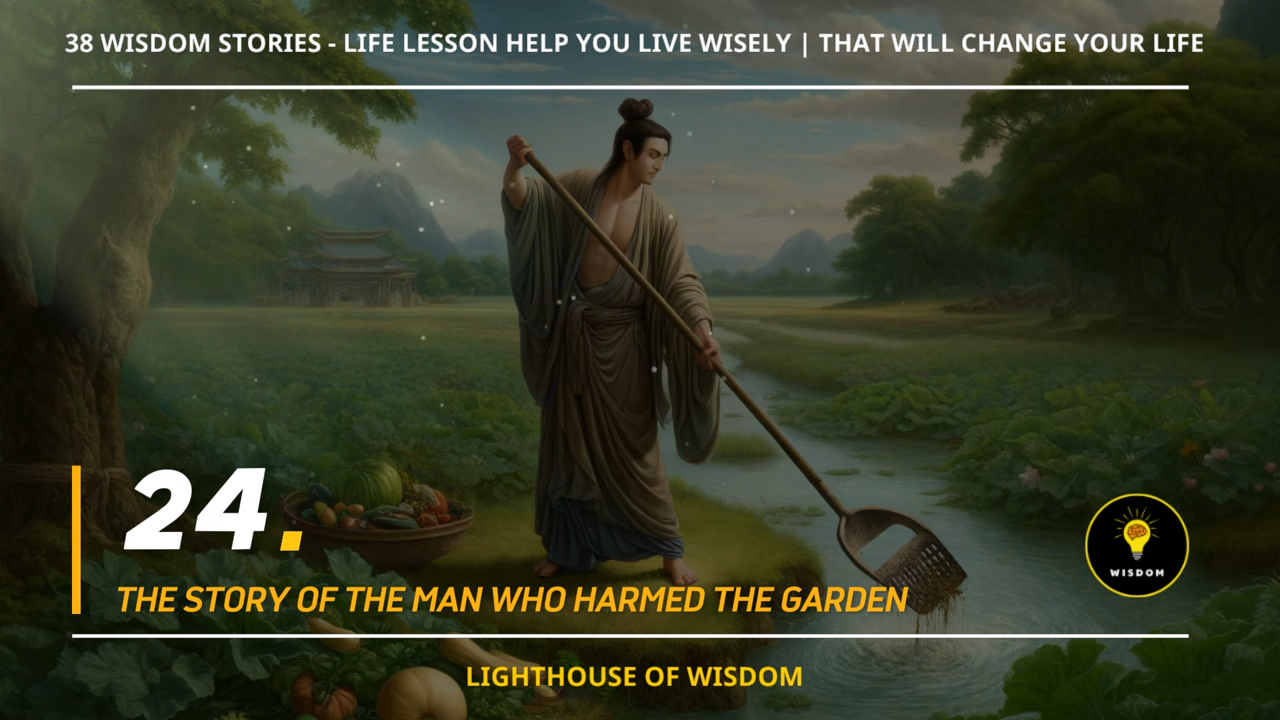 38 WISDOM STORIES - LIFE LESSON HELP YOU LIVE WISELY | THAT WILL CHANGE YOUR LIFE
24.
THE STORY OF THE MAN WHO HARMED THE GARDEN
WISDOM
LIGHTHOUSE OF WISDOM